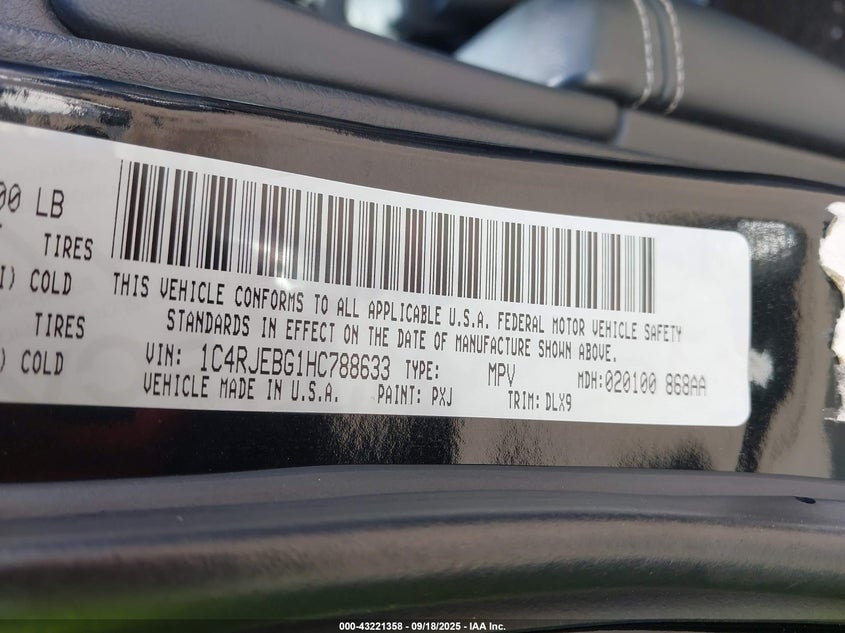 00 LB
TIRES
I) COLD
TIRES
COLD
THIS VEHICLE CONFORMS TO ALL APPLICABLE U.S.A. FEDERAL MOTOR VEHICLE SAFETY
STANDARDS IN EFFECT ON THE DATE OF MANUFACTURE SHOWN ABOVE.
VIN: 1C4RJEBG1HC788633 TYPE: MPV MDH:020100 868AA
VEHICLE MADE IN U.S.A. PAINT: PXJ TRIM: DLX9
000-43221358 - 09/18/2025 - IAA Inc.